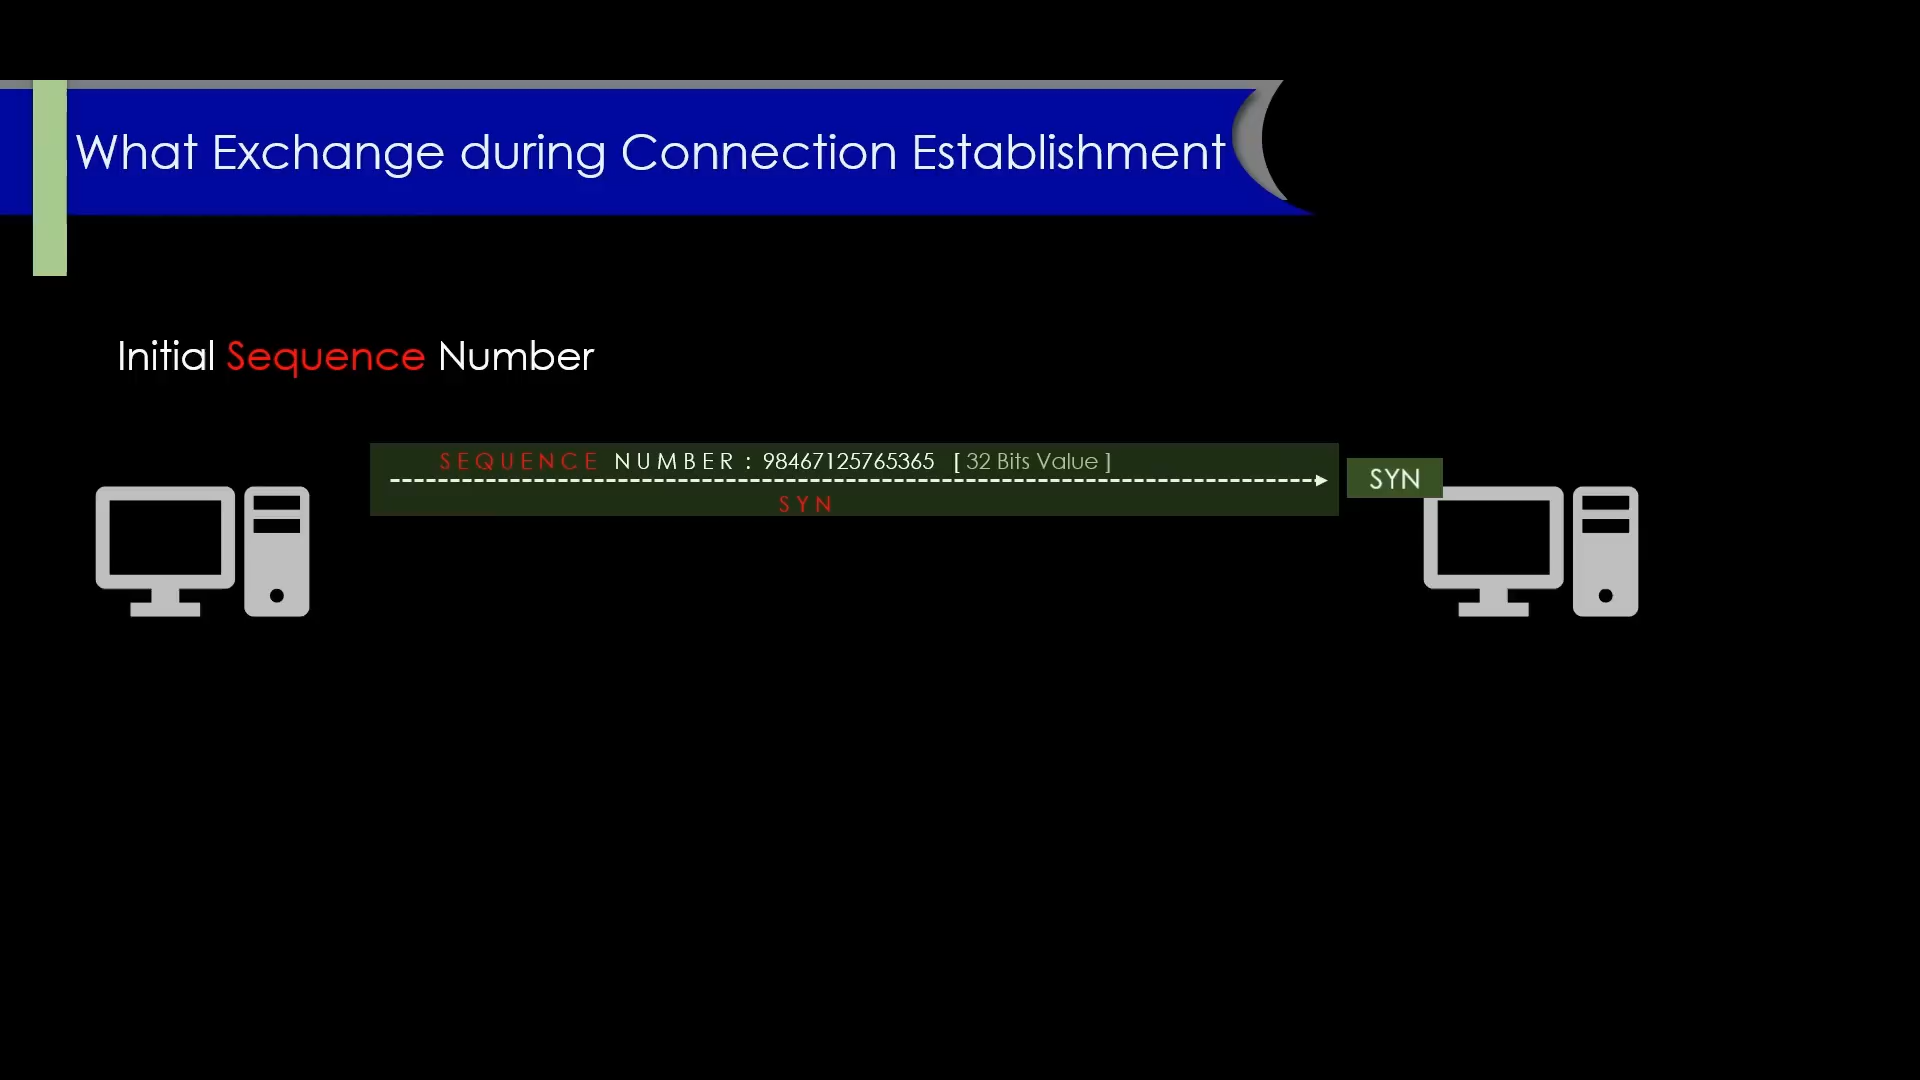 What Exchange during Connection Establishment
Initial Sequence Number
SEQUENCE NUMBER : 98467125765365 [ 32 Bits Value ]
SYN
SYN